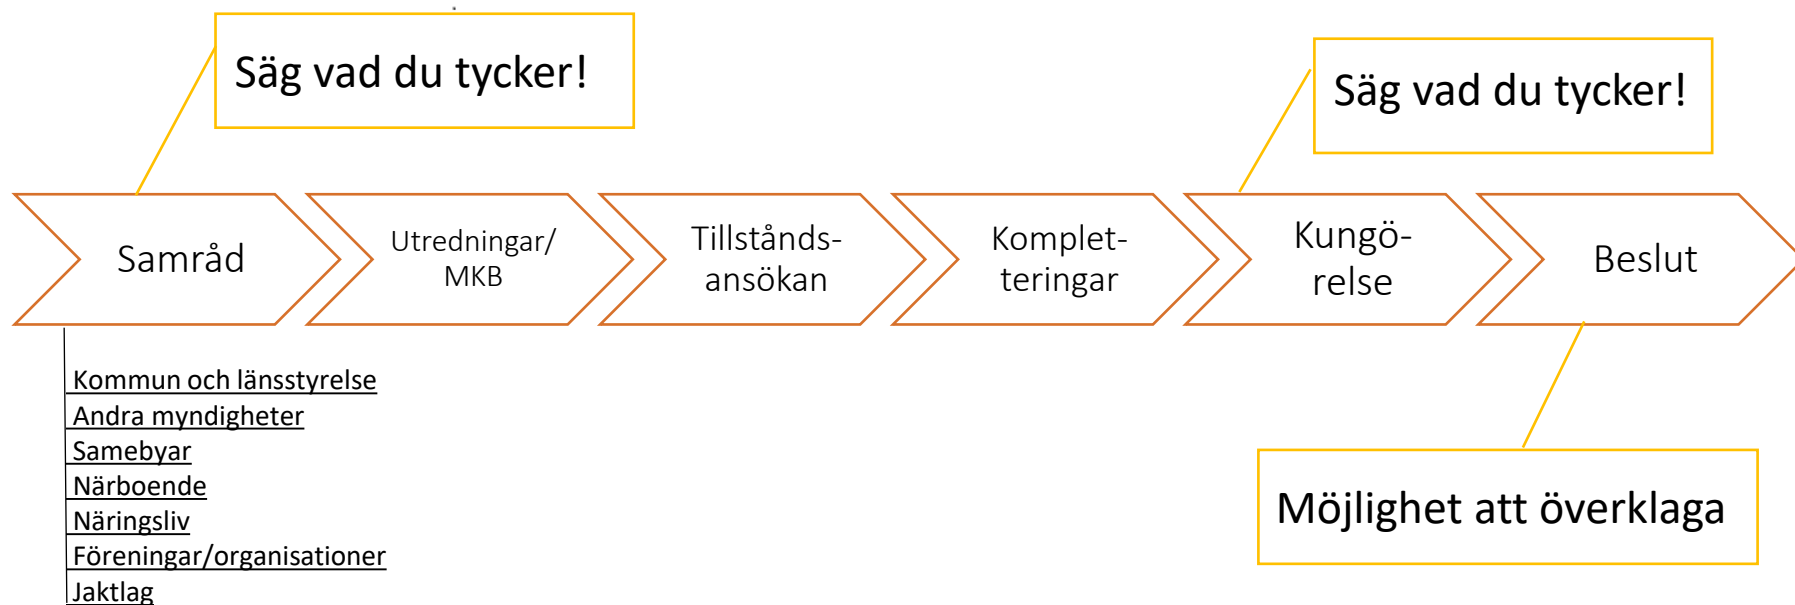 Säg vad du tycker!
Säg vad du tycker!
Samråd
Utredningar/
MKB
Tillstånds-
ansökan
Komplet-
teringar
Kungö-
relse
Beslut
Kommun och länsstyrelse
Andra myndigheter
Samebyar
Närboende
Näringsliv
Föreningar/organisationer
Jaktlag
Möjlighet att överklaga